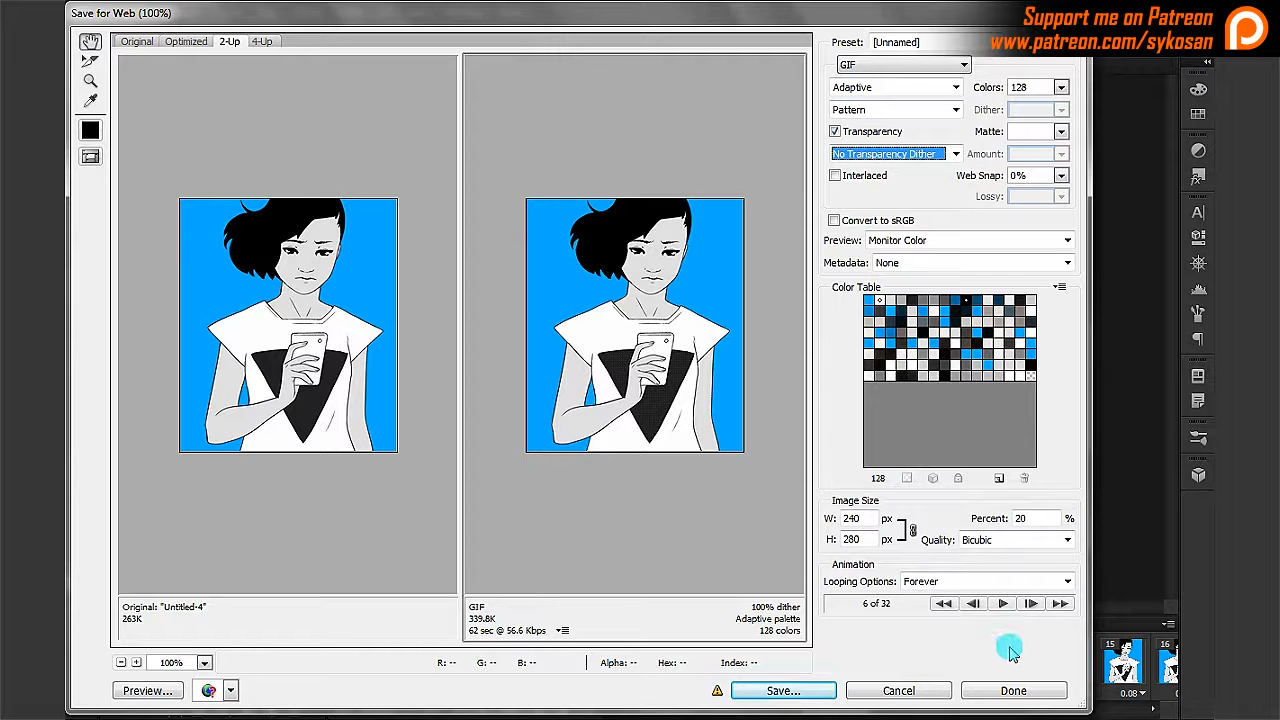 Save for Web (100%)
Support me on Patreon
www.patreon.com/sykosan
Original Optimized 2-Up 4-Up
Preset: [Unnamed]
GIF
Adaptive Colors: 128
Pattern Dither:
Transparency Matte:
No Transparency Dither Amount:
Interlaced Web Snap: 0%
Lossy:
Convert to sRGB
Preview: Monitor Color
Metadata: None
Color Table
128
Image Size
W: 240 px Percent: 20 %
H: 280 px Quality: Bicubic
Animation
Looping Options: Forever
6 of 32
Original: "Untitled-4"
263K
GIF 100% dither
339.8K Adaptive palette
62 sec @ 56.6 Kbps 128 colors
15 16
0.08
100% R: -- G: -- B: -- Alpha: -- Hex: -- Index: --
Preview... Save... Cancel Done